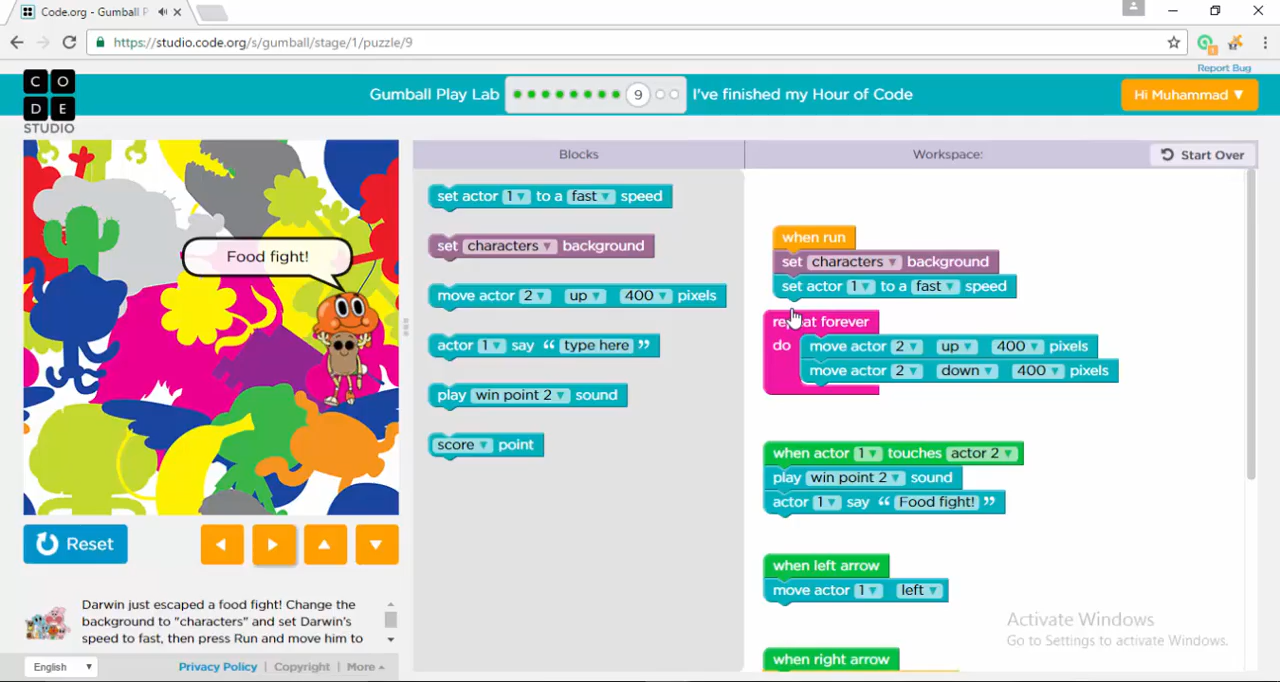 Code.org - Gumball P
https://studio.code.org/s/gumball/stage/1/puzzle/9
Report Bug
C O
D E
STUDIO
Gumball Play Lab 9 I've finished my Hour of Code
Hi Muhammad ▼
Blocks
Workspace:
Start Over
set actor 1 to a fast speed
set characters background
move actor 2 up 400 pixels
actor 1 say “ type here ”
play win point 2 sound
score point
when run
set characters background
set actor 1 to a fast speed
repeat forever
do move actor 2 up 400 pixels
move actor 2 down 400 pixels
when actor 1 touches actor 2
play win point 2 sound
actor 1 say “ Food fight! ”
when left arrow
move actor 1 left
when right arrow
Food fight!
Reset
Darwin just escaped a food fight! Change the
background to "characters" and set Darwin's
speed to fast, then press Run and move him to
English
Privacy Policy | Copyright | More
Activate Windows
Go to Settings to activate Windows.